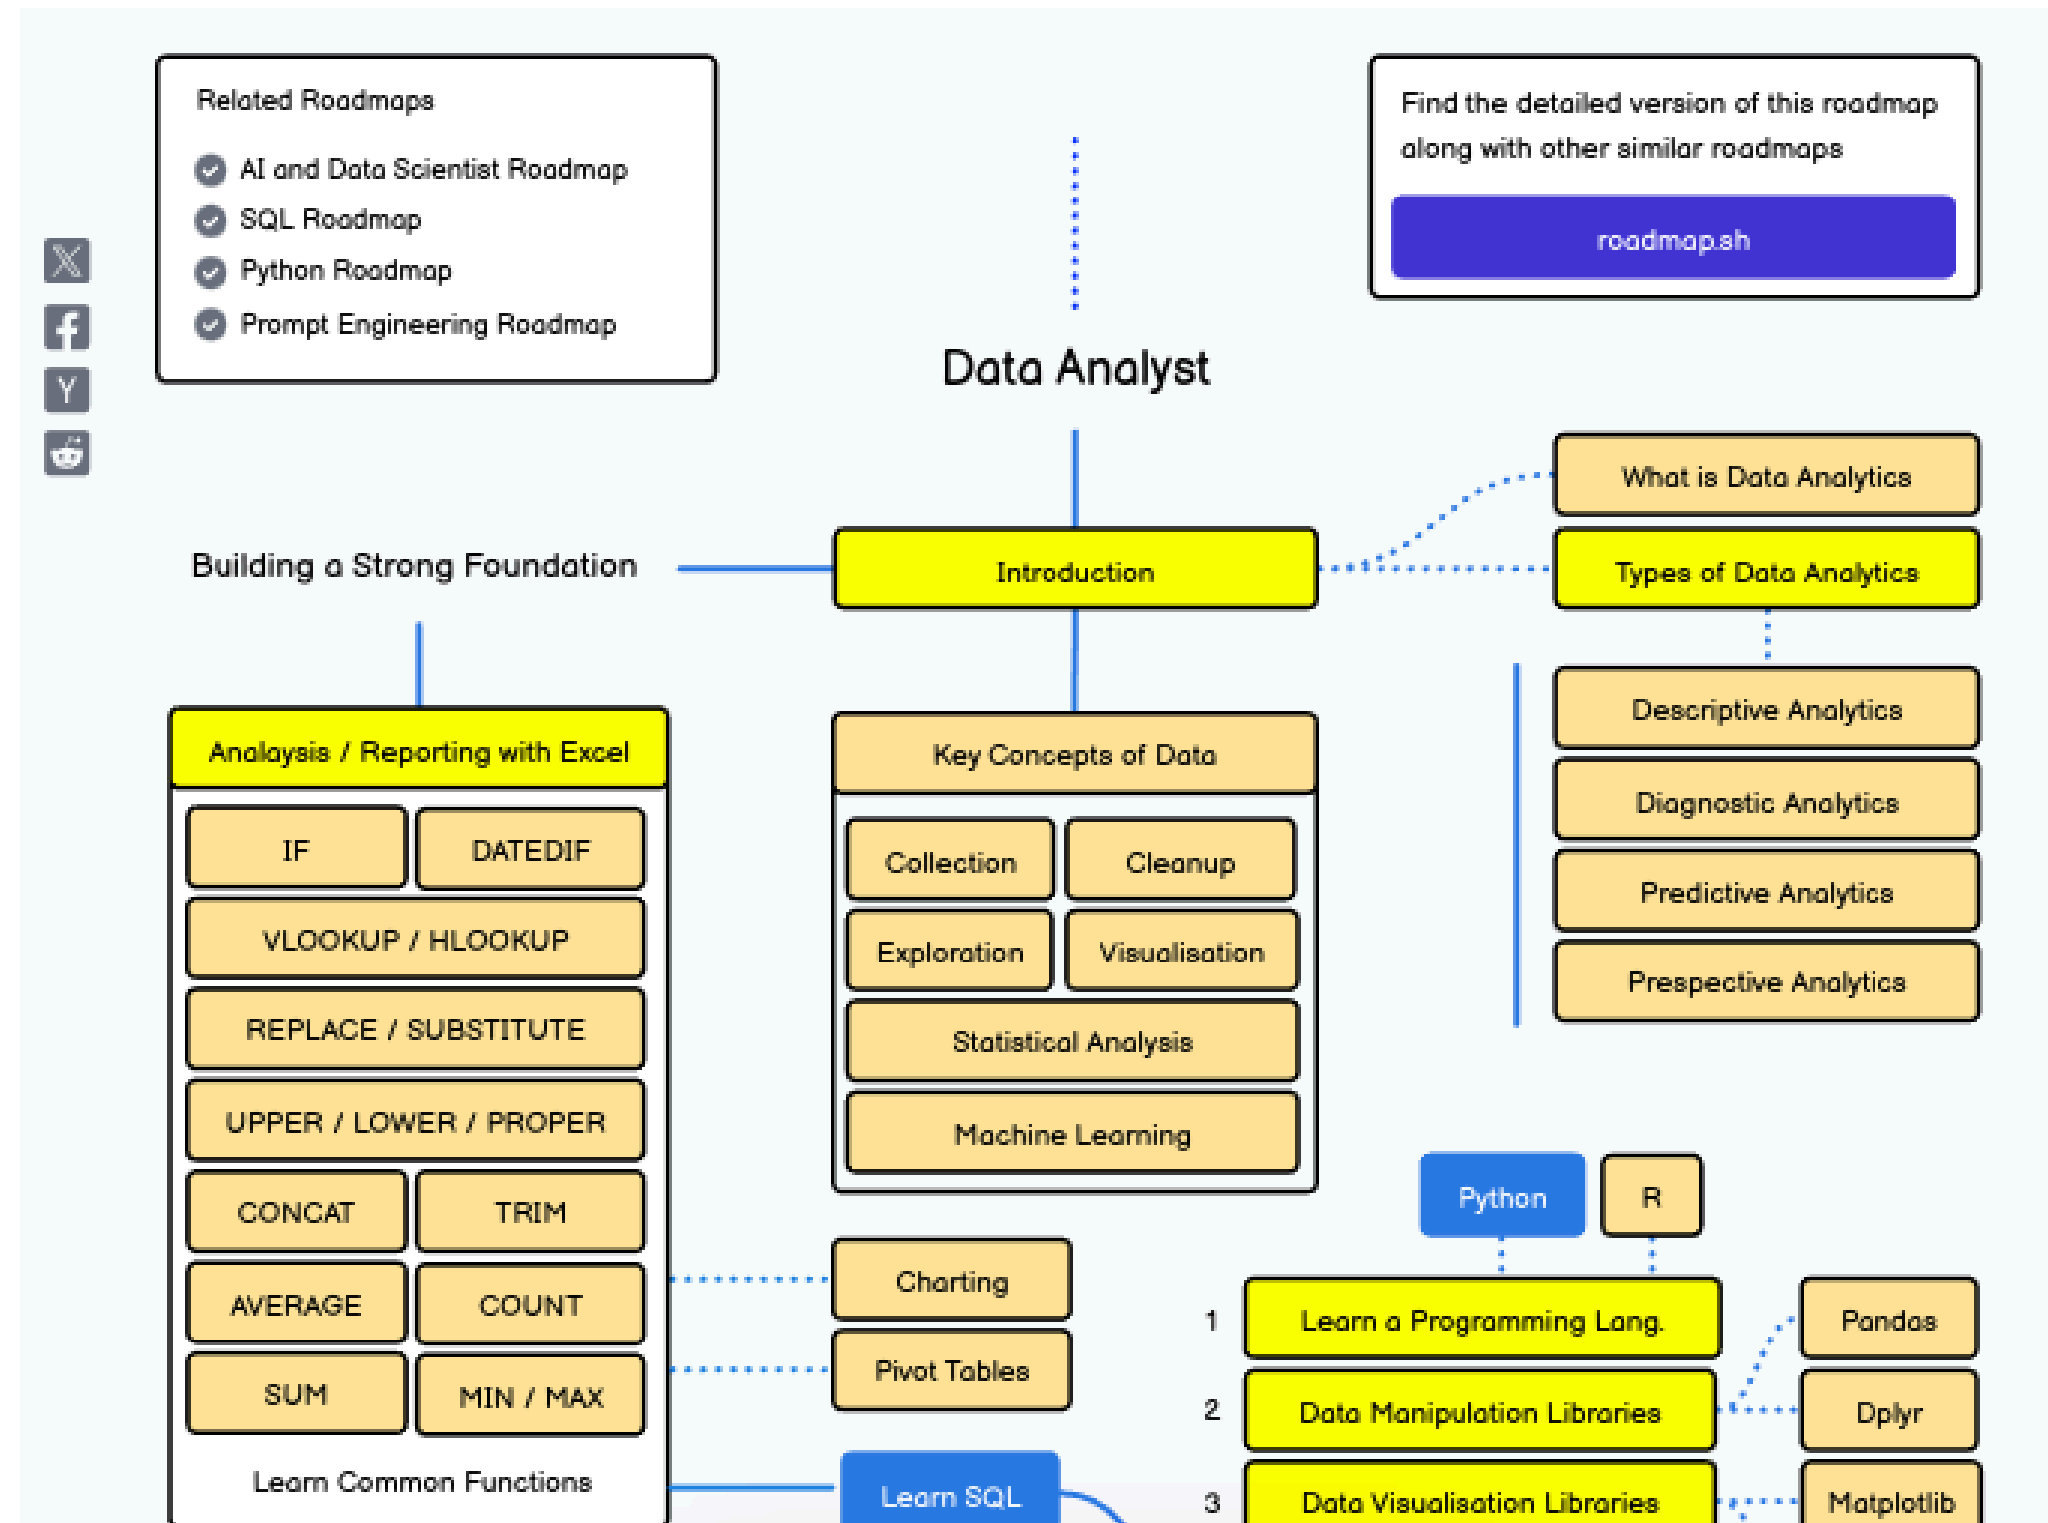 Related Roadmaps
AI and Data Scientist Roadmap
SQL Roadmap
Python Roadmap
Prompt Engineering Roadmap
Find the detailed version of this roadmap
along with other similar roadmaps
roadmap.sh
Data Analyst
What is Data Analytics
Building a Strong Foundation
Introduction
Types of Data Analytics
Descriptive Analytics
Diagnostic Analytics
Predictive Analytics
Prespective Analytics
Analaysis / Reporting with Excel
IF
DATEDIF
VLOOKUP / HLOOKUP
REPLACE / SUBSTITUTE
UPPER / LOWER / PROPER
CONCAT
TRIM
AVERAGE
COUNT
SUM
MIN / MAX
Learn Common Functions
Key Concepts of Data
Collection
Cleanup
Exploration
Visualisation
Statistical Analysis
Machine Learning
Charting
Pivot Tables
Learn SQL
Python
R
1
Learn a Programming Lang.
Pandas
2
Data Manipulation Libraries
Dplyr
3
Data Visualisation Libraries
Matplotlib